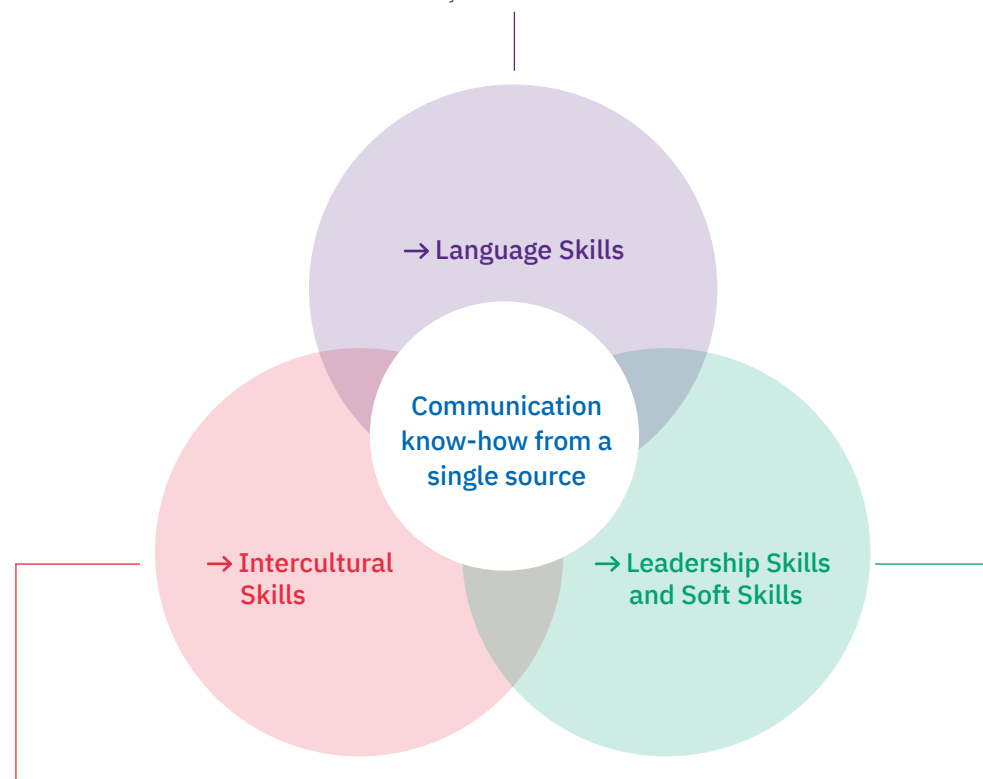 → Language Skills
Communication
know-how from a
single source
→ Intercultural
Skills
→ Leadership Skills
and Soft Skills